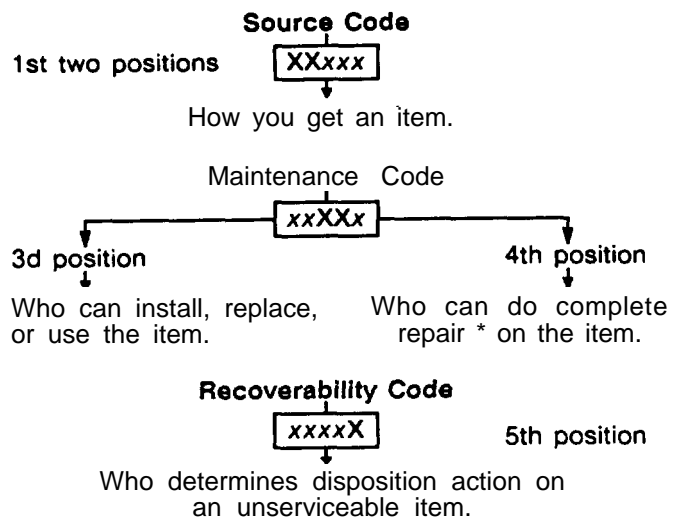 Source Code
1st two positions XXxxx
How you get an item.
Maintenance Code
xxXXx
3d position 4th position
Who can install, replace, Who can do complete
or use the item. repair * on the item.
Recoverability Code
xxxxX 5th position
Who determines disposition action on
an unserviceable item.